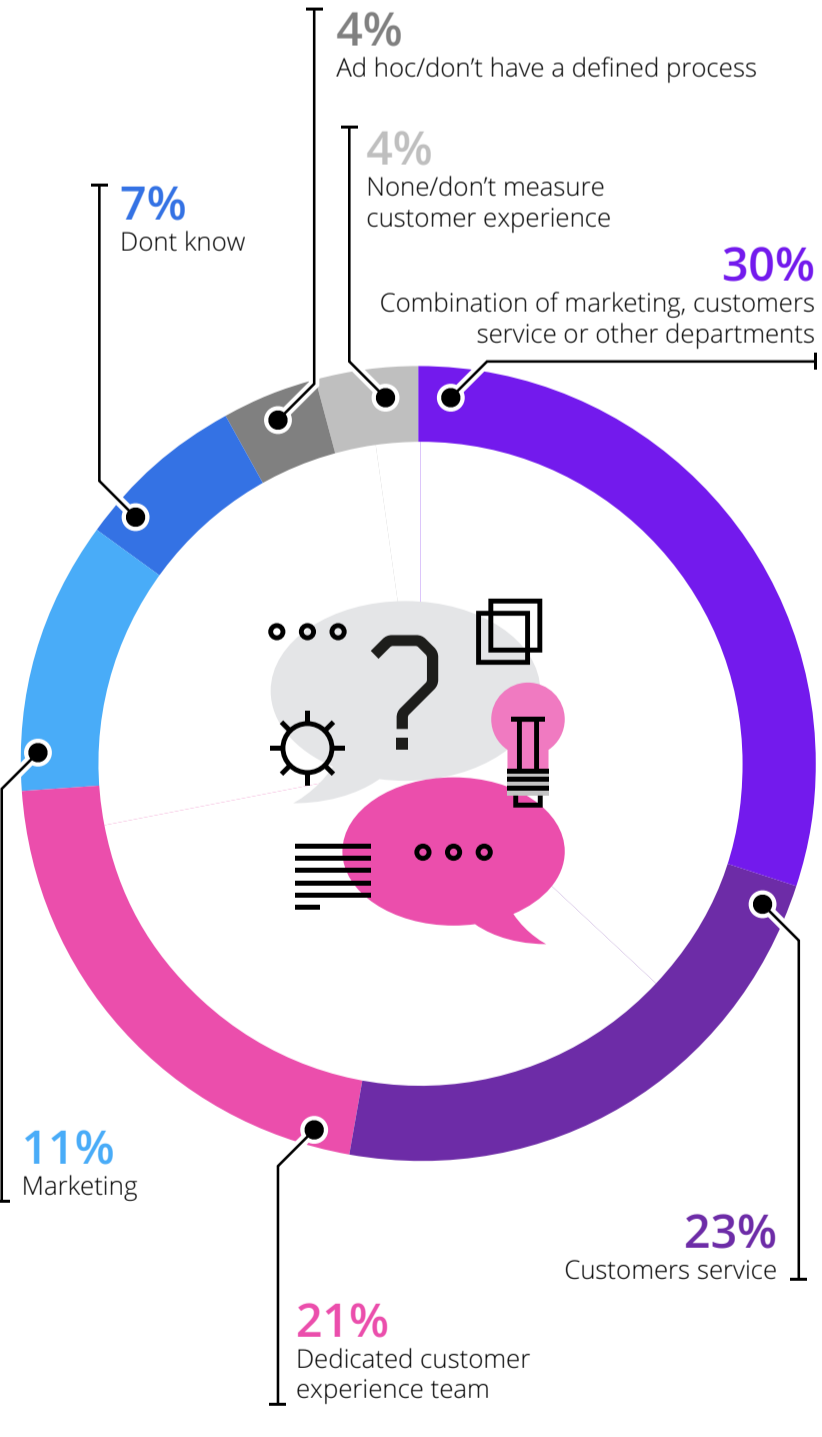 4%
Ad hoc/don't have a defined process
4%
None/don't measure
customer experience
7%
Dont know
30%
Combination of marketing, customers
service or other departments
?
11%
Marketing
23%
Customers service
21%
Dedicated customer
experience team